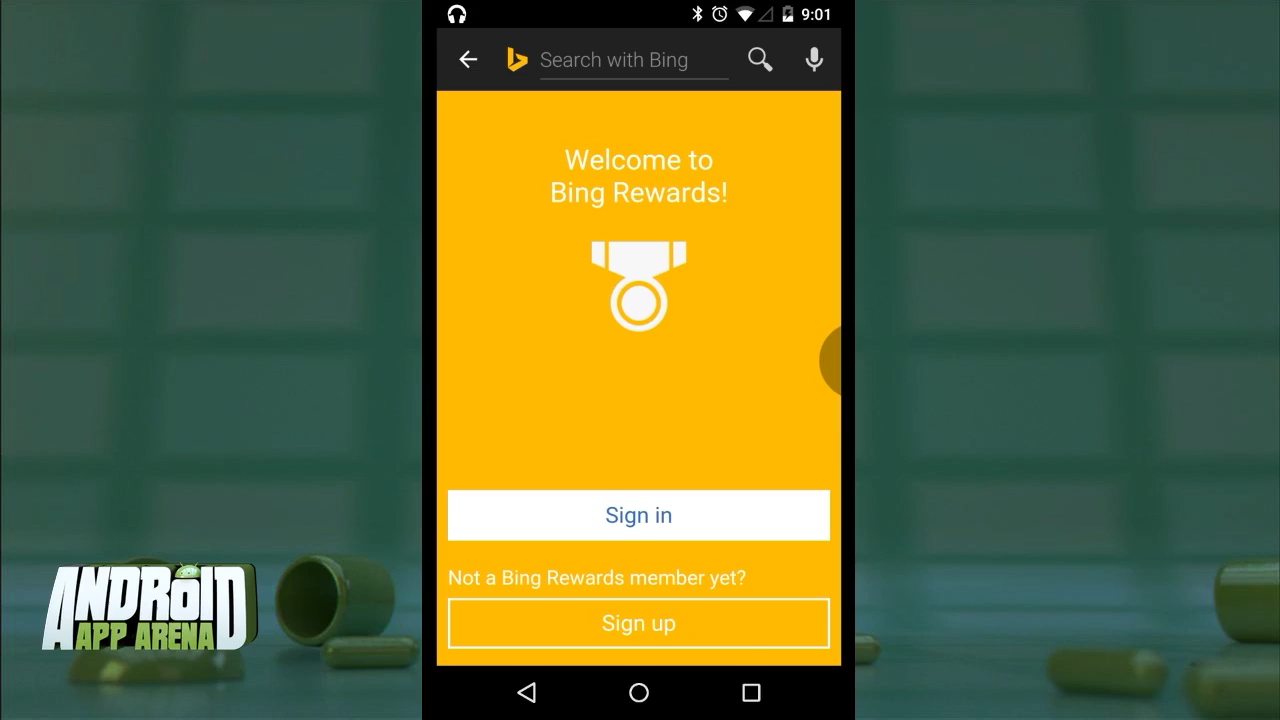 9:01
Search with Bing
Welcome to
Bing Rewards!
Sign in
Not a Bing Rewards member yet?
Sign up
ANDROID
APP ARENA